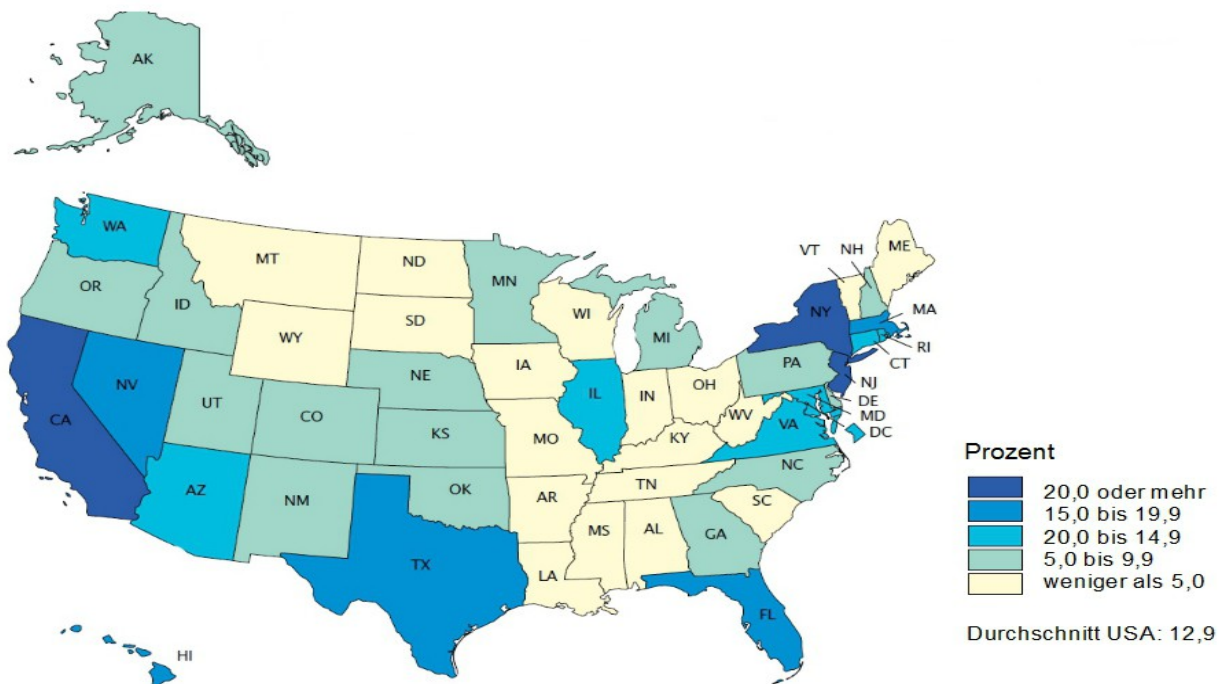 AK
WA
MT
ND
MN
VT
NH
ME
OR
ID
WY
SD
WI
MI
NY
MA
RI
CT
NV
UT
CO
NE
IA
IL
IN
OH
PA
NJ
DE
MD
DC
CA
KS
MO
KY
WV
VA
AZ
NM
OK
AR
TN
NC
SC
TX
LA
MS
AL
GA
FL
HI
Prozent
20,0 oder mehr
15,0 bis 19,9
20,0 bis 14,9
5,0 bis 9,9
weniger als 5,0
Durchschnitt USA: 12,9